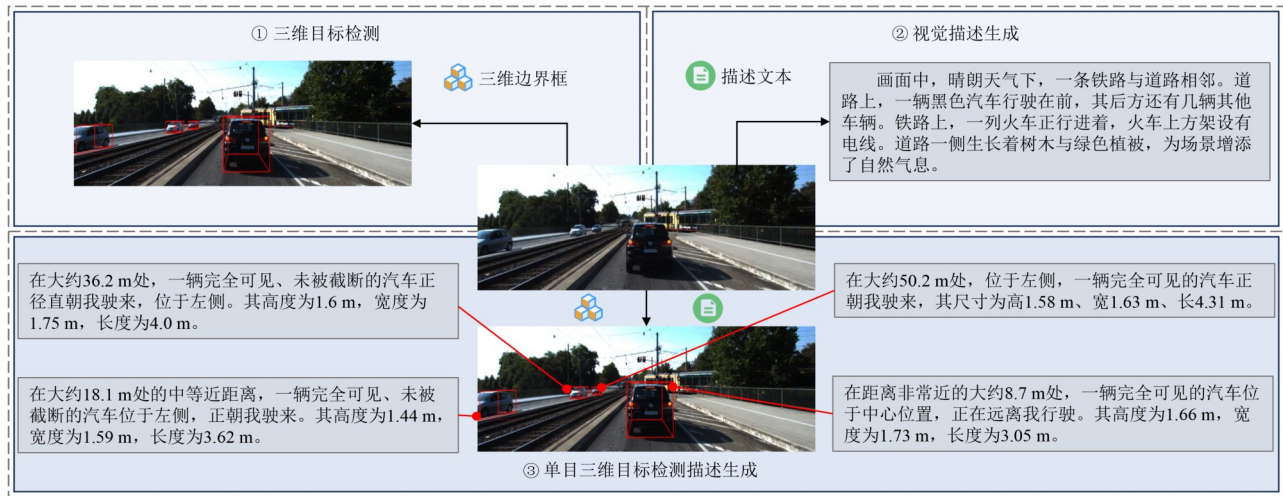 ① 三维目标检测
三维边界框
② 视觉描述生成
描述文本
画面中，晴朗天气下，一条铁路与道路相邻。道
路上，一辆黑色汽车行驶在前，其后方还有几辆其他
车辆。铁路上，一列火车正行进着，火车上方架设有
电线。道路一侧生长着树木与绿色植被，为场景增添
了自然气息。
在大约36.2 m处，一辆完全可见、未被截断的汽车正
径直朝我驶来，位于左侧。其高度为1.6 m，宽度为
1.75 m，长度为4.0 m。
在大约50.2 m处，位于左侧，一辆完全可见的汽车正
朝我驶来，其尺寸为高1.58 m、宽1.63 m、长4.31 m。
在大约18.1 m处的中等近距离，一辆完全可见、未被
截断的汽车位于左侧，正朝我驶来。其高度为1.44 m，
宽度为1.59 m，长度为3.62 m。
在距离非常近的大约8.7 m处，一辆完全可见的汽车位
于中心位置，正在远离我行驶。其高度为1.66 m，宽
度为1.73 m，长度为3.05 m。
③ 单目三维目标检测描述生成